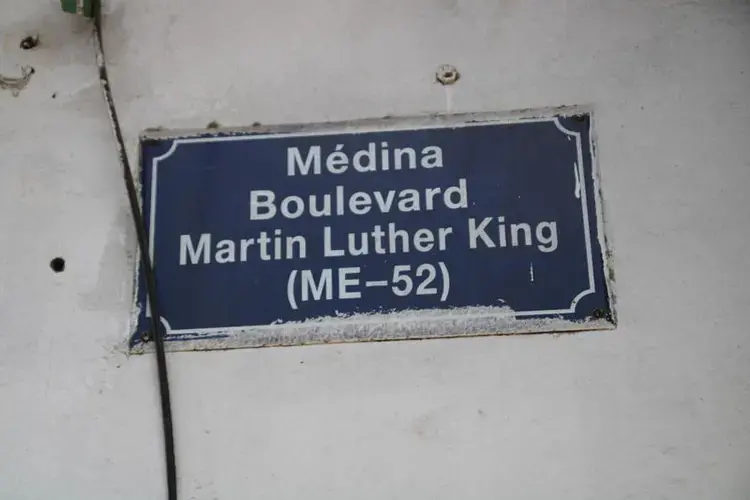 Médina
Boulevard
Martin Luther King
(ME–52)